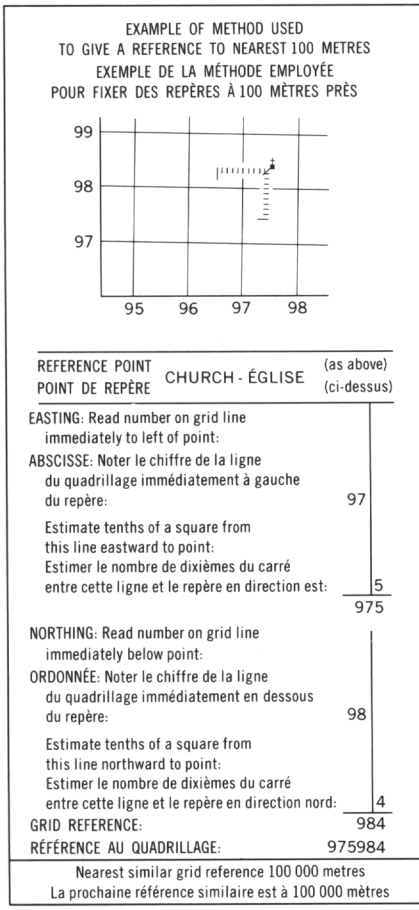 EXAMPLE OF METHOD USED
TO GIVE A REFERENCE TO NEAREST 100 METRES
EXEMPLE DE LA MÉTHODE EMPLOYÉE
POUR FIXER DES REPÈRES À 100 MÈTRES PRÈS
99
98
97
95 96 97 98
REFERENCE POINT
POINT DE REPÈRE
CHURCH - ÉGLISE
(as above)
(ci-dessus)
EASTING: Read number on grid line
immediately to left of point:
ABSCISSE: Noter le chiffre de la ligne
du quadrillage immédiatement à gauche
du repère: 97
Estimate tenths of a square from
this line eastward to point:
Estimer le nombre de dixièmes du carré
entre cette ligne et le repère en direction est: 5
975
NORTHING: Read number on grid line
immediately below point:
ORDONNÉE: Noter le chiffre de la ligne
du quadrillage immédiatement en dessous
du repère: 98
Estimate tenths of a square from
this line northward to point:
Estimer le nombre de dixièmes du carré
entre cette ligne et le repère en direction nord: 4
GRID REFERENCE: 984
RÉFÉRENCE AU QUADRILLAGE: 975984
Nearest similar grid reference 100 000 metres
La prochaine référence similaire est à 100 000 mètres